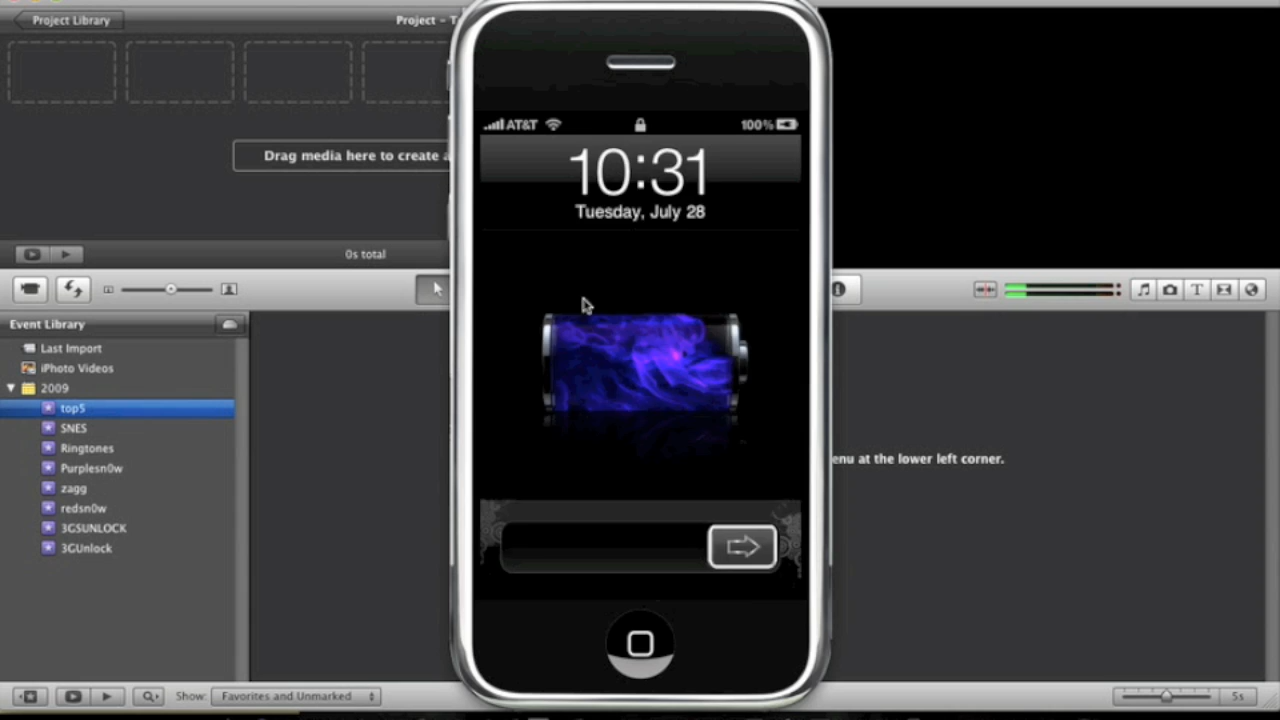 Project Library
Project - T
Drag media here to create a
0s total
AT&T
100%
10:31
Tuesday, July 28
Event Library
Last Import
iPhoto Videos
2009
top5
SNES
Ringtones
Purplesn0w
zagg
redsn0w
3GSUNLOCK
3GUnlock
enu at the lower left corner.
Show: Favorites and Unmarked
5s